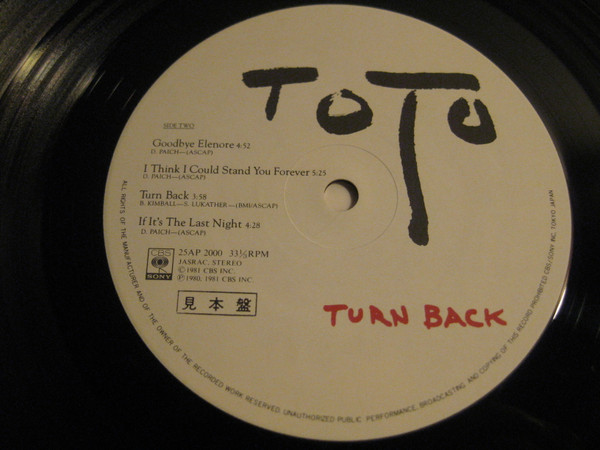 TOTO
SIDE TWO
Goodbye Elenore 4:52
D. PAICH—(ASCAP)
I Think I Could Stand You Forever 5:25
D. PAICH—(ASCAP)
Turn Back 3:58
B. KIMBALL—S. LUKATHER—(BMI/ASCAP)
If It's The Last Night 4:28
D. PAICH—(ASCAP)
CBS
SONY
25AP 2000 33⅓RPM
JASRAC, STEREO
© 1981 CBS INC.
Ⓟ 1980, 1981 CBS INC.
見本盤
TURN BACK
ALL RIGHTS OF THE MANUFACTURER AND OF THE OWNER OF THE RECORDED WORK RESERVED. UNAUTHORIZED PUBLIC PERFORMANCE, BROADCASTING AND COPYING OF THIS RECORD PROHIBITED CBS/SONY INC. TOKYO JAPAN